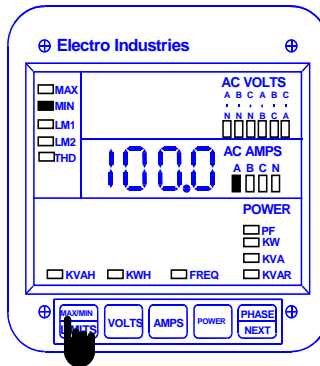 Electro Industries
MAX
MIN
LM1
LM2
THD
AC VOLTS
A B C A B C
N N N B C A
100.0
AC AMPS
A B C N
POWER
PF
KW
KVA
KVAH KWH FREQ KVAR
MAX/MIN
LIMITS
VOLTS
AMPS
POWER
PHASE
NEXT